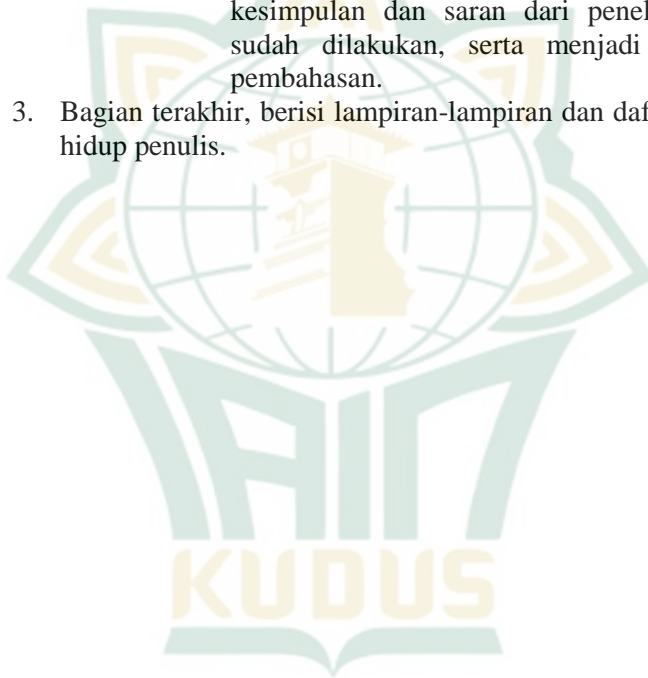 kesimpulan dan saran dari penel
sudah dilakukan, serta menjadi
pembahasan.
3. Bagian terakhir, berisi lampiran-lampiran dan daf
hidup penulis.
IAIN
KUDUS